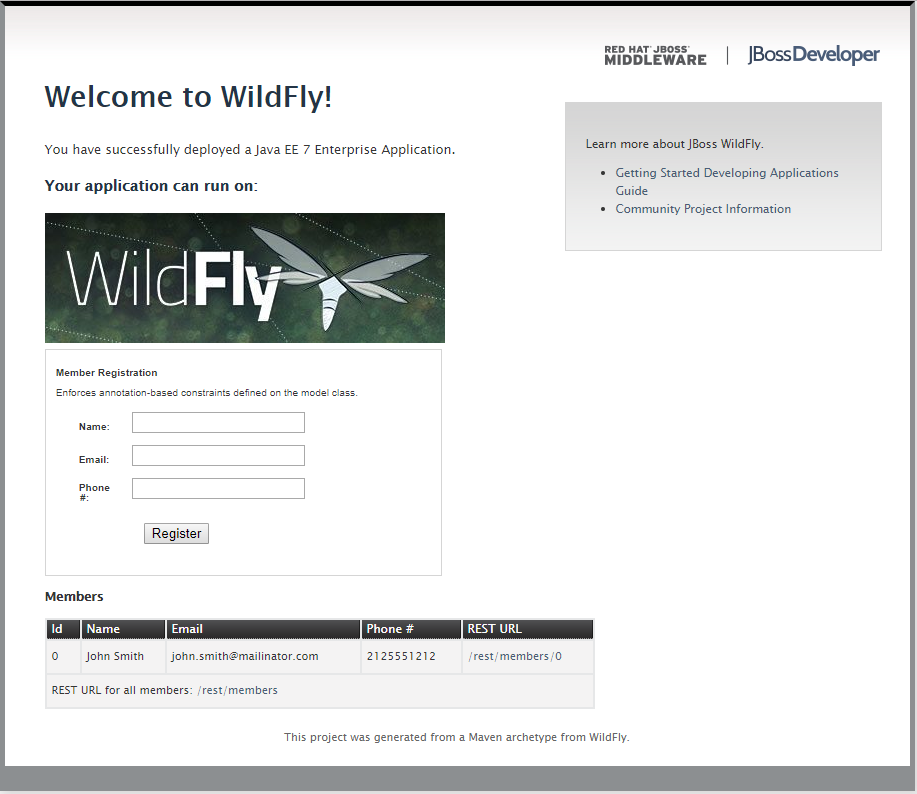 RED HAT® JBOSS®
MIDDLEWARE | JBossDeveloper
Welcome to WildFly!
You have successfully deployed a Java EE 7 Enterprise Application.
Your application can run on:
WildFly
Learn more about JBoss WildFly.
• Getting Started Developing Applications
Guide
• Community Project Information
Member Registration
Enforces annotation-based constraints defined on the model class.
Name:
Email:
Phone
#:
Register
Members
Id Name Email Phone # REST URL
0 John Smith john.smith@mailinator.com 2125551212 /rest/members/0
REST URL for all members: /rest/members
This project was generated from a Maven archetype from WildFly.